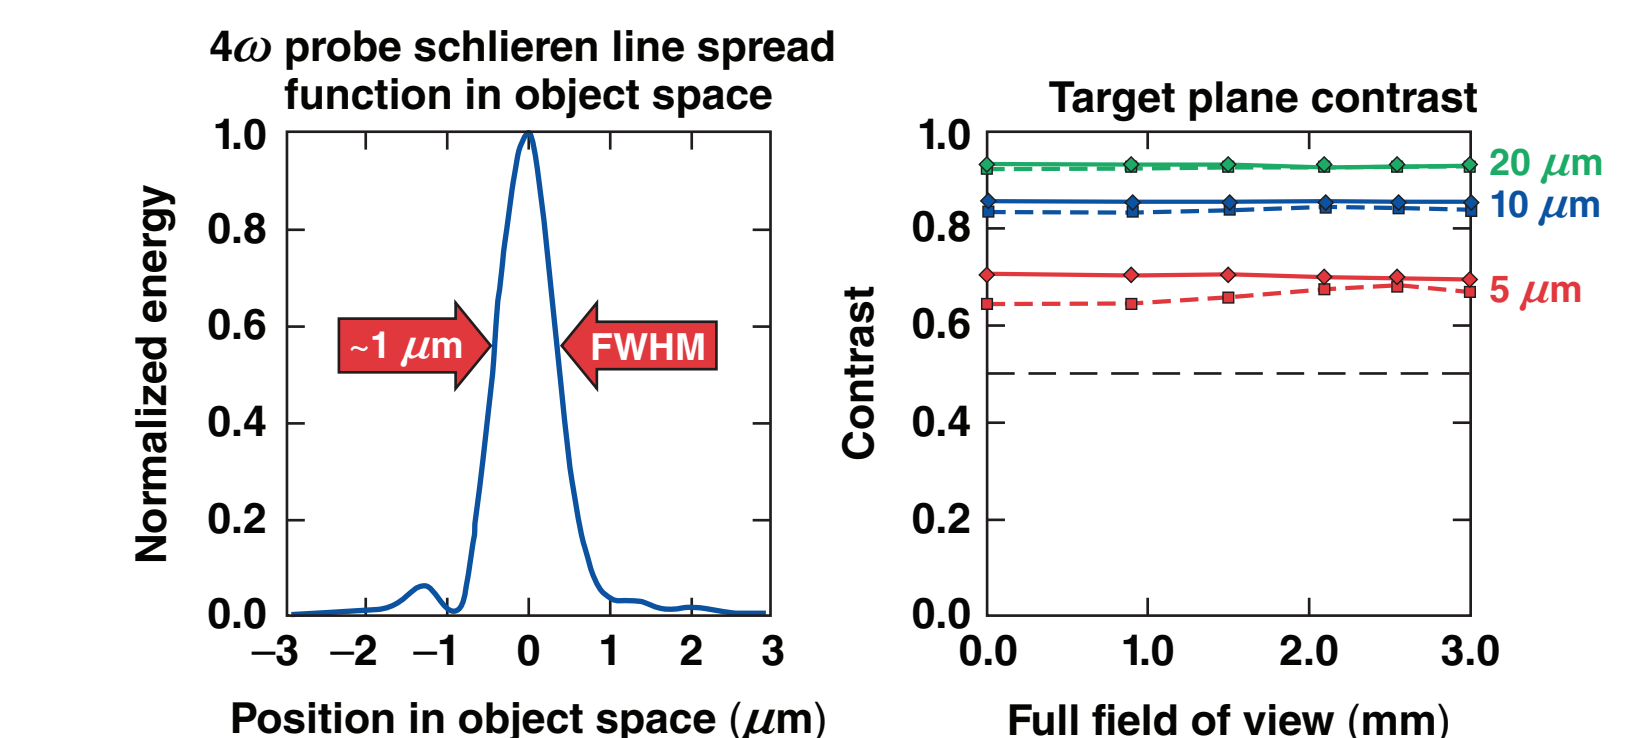 4ω probe schlieren line spread
function in object space
Normalized energy
1.0
0.8
0.6
0.4
0.2
0.0
~1 μm
FWHM
–3 –2 –1 0 1 2 3
Position in object space (μm)
Target plane contrast
Contrast
1.0
0.8
0.6
0.4
0.2
0.0
20 μm
10 μm
5 μm
0.0 1.0 2.0 3.0
Full field of view (mm)